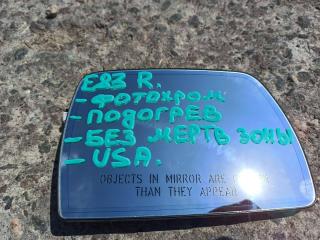 E83 R.
- ФОТОХРОМ
- ПОДОГРЕВ
- БЕЗ МЕРТВ ЗОНЫ
- USA.
OBJECTS IN MIRROR ARE
THAN THEY APPEAR